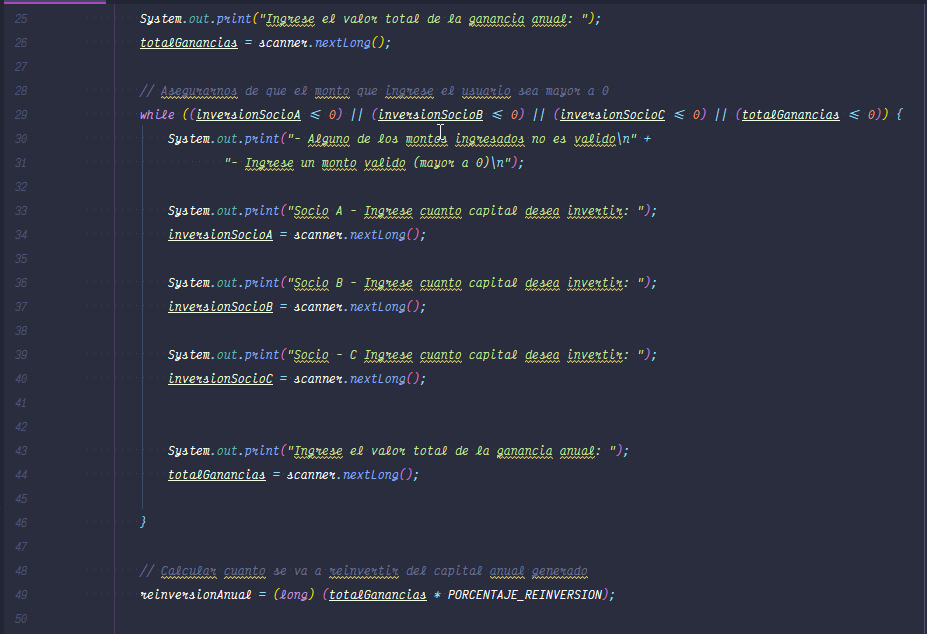 25 System.out.print("Ingrese el valor total de la ganancia anual: ");
26 totalGanancias = scanner.nextLong();
27
28 // Asegurarnos de que el monto que ingrese el usuario sea mayor a 0
29 while ((inversionSocioA <= 0) || (inversionSocioB <= 0) || (inversionSocioC <= 0) || (totalGanancias <= 0)) {
30 System.out.print("- Alguno de los montos ingresados no es valido\n" +
31 "- Ingrese un monto valido (mayor a 0)\n");
32
33 System.out.print("Socio A - Ingrese cuanto capital desea invertir: ");
34 inversionSocioA = scanner.nextLong();
35
36 System.out.print("Socio B - Ingrese cuanto capital desea invertir: ");
37 inversionSocioB = scanner.nextLong();
38
39 System.out.print("Socio - C Ingrese cuanto capital desea invertir: ");
40 inversionSocioC = scanner.nextLong();
41
42
43 System.out.print("Ingrese el valor total de la ganancia anual: ");
44 totalGanancias = scanner.nextLong();
45
46 }
47
48 // Calcular cuanto se va a reinvertir del capital anual generado
49 reinversionAnual = (long) (totalGanancias * PORCENTAJE_REINVERSION);
50